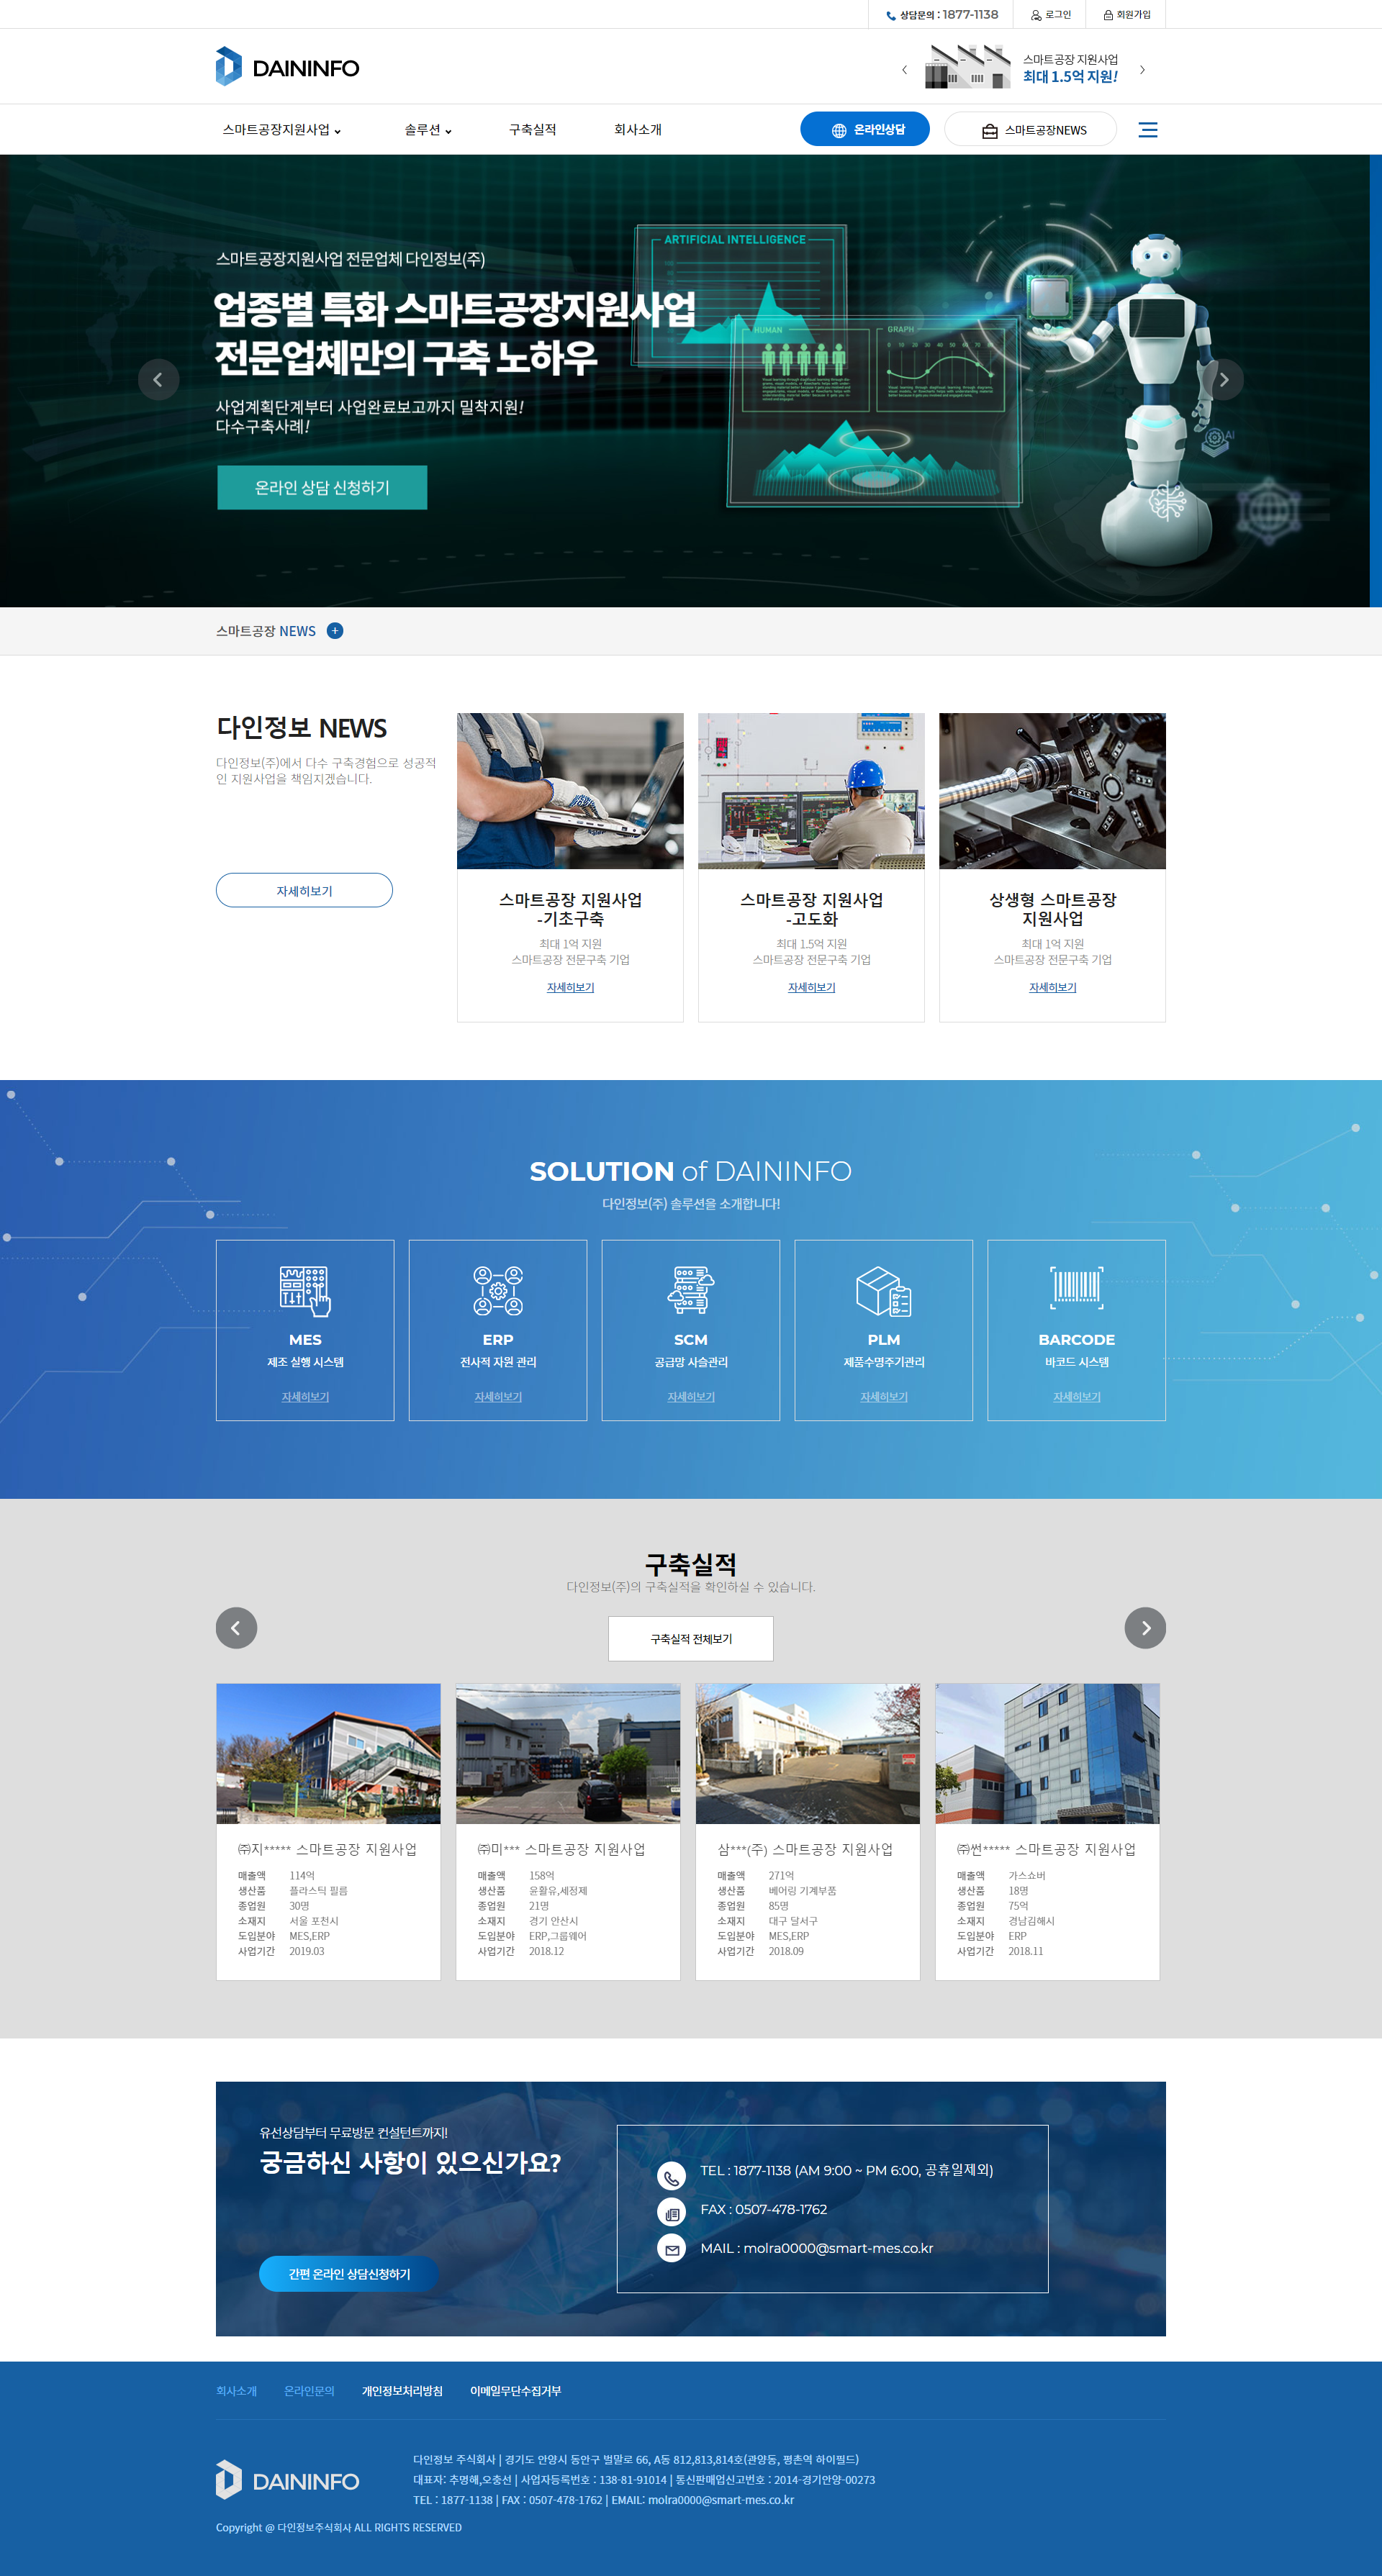 상담문의 : 1877-1138
로그인
회원가입
DAININFO
스마트공장 지원사업
최대 1.5억 지원!
스마트공장지원사업
솔루션
구축실적
회사소개
온라인상담
스마트공장NEWS
스마트공장지원사업 전문업체 다인정보(주)
업종별 특화 스마트공장지원사업
전문업체만의 구축 노하우
사업계획단계부터 사업완료보고까지 밀착지원!
다수구축사례!
온라인 상담 신청하기
ARTIFICIAL INTELLIGENCE
HUMAN
GRAPH
0 10 20 30 40 50 60 70
AI
스마트공장 NEWS
다인정보 NEWS
다인정보(주)에서 다수 구축경험으로 성공적
인 지원사업을 책임지겠습니다.
자세히보기
스마트공장 지원사업
-기초구축
최대 1억 지원
스마트공장 전문구축 기업
자세히보기
스마트공장 지원사업
-고도화
최대 1.5억 지원
스마트공장 전문구축 기업
자세히보기
상생형 스마트공장
지원사업
최대 1억 지원
스마트공장 전문구축 기업
자세히보기
SOLUTION of DAININFO
다인정보(주) 솔루션을 소개합니다!
MES
제조 실행 시스템
자세히보기
ERP
전사적 자원 관리
자세히보기
SCM
공급망 사슬관리
자세히보기
PLM
제품수명주기관리
자세히보기
BARCODE
바코드 시스템
자세히보기
구축실적
다인정보(주)의 구축실적을 확인하실 수 있습니다.
구축실적 전체보기
㈜지***** 스마트공장 지원사업
매출액 114억
생산품 플라스틱 필름
종업원 30명
소재지 서울 포천시
도입분야 MES,ERP
사업기간 2019.03
㈜미*** 스마트공장 지원사업
매출액 158억
생산품 윤활유,세정제
종업원 21명
소재지 경기 안산시
도입분야 ERP,그룹웨어
사업기간 2018.12
삼***(주) 스마트공장 지원사업
매출액 271억
생산품 베어링 기계부품
종업원 85명
소재지 대구 달서구
도입분야 MES,ERP
사업기간 2018.09
㈜썬***** 스마트공장 지원사업
매출액 가스쇼버
생산품 18명
종업원 75억
소재지 경남김해시
도입분야 ERP
사업기간 2018.11
유선상담부터 무료방문 컨설턴트까지!
궁금하신 사항이 있으신가요?
간편 온라인 상담신청하기
TEL : 1877-1138 (AM 9:00 ~ PM 6:00, 공휴일제외)
FAX : 0507-478-1762
MAIL : molra0000@smart-mes.co.kr
회사소개
온라인문의
개인정보처리방침
이메일무단수집거부
DAININFO
다인정보 주식회사 | 경기도 안양시 동안구 벌말로 66, A동 812,813,814호(관양동, 평촌역 하이필드)
대표자: 추명해,오충선 | 사업자등록번호 : 138-81-91014 | 통신판매업신고번호 : 2014-경기안양-00273
TEL : 1877-1138 | FAX : 0507-478-1762 | EMAIL: molra0000@smart-mes.co.kr
Copyright @ 다인정보주식회사 ALL RIGHTS RESERVED